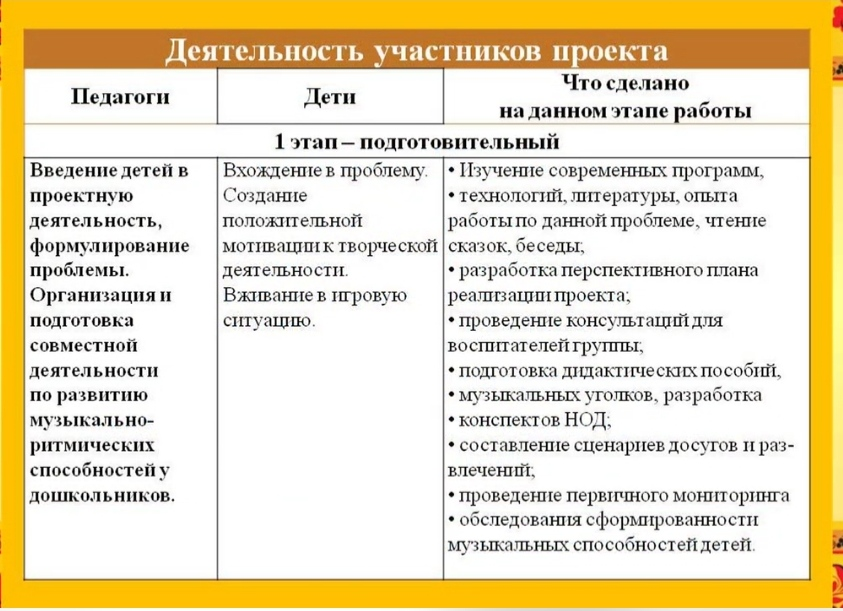 Деятельность участников проекта
Педагоги
Дети
Что сделано
на данном этапе работы
1 этап – подготовительный
Введение детей в
проектную
деятельность,
формулирование
проблемы.
Организация и
подготовка
совместной
деятельности
по развитию
музыкально-
ритмических
способностей у
дошкольников.
Вхождение в проблему.
Создание
положительной
мотивации к творческой
деятельности.
Вживание в игровую
ситуацию.
• Изучение современных программ,
• технологий, литературы, опыта
работы по данной проблеме, чтение
сказок, беседы;
• разработка перспективного плана
реализации проекта;
• проведение консультаций для
воспитателей группы;
• подготовка дидактических пособий,
• музыкальных уголков, разработка
• конспектов НОД;
• составление сценариев досугов и раз-
влечений;
• проведение первичного мониторинга
• обследования сформированности
музыкальных способностей детей.